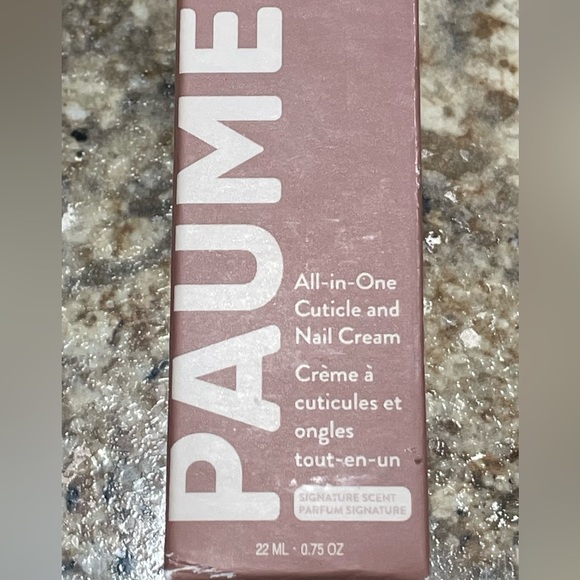 PAUME
All-in-One
Cuticle and
Nail Cream
Crème à
cuticules et
ongles
tout-en-un
SIGNATURE SCENT
PARFUM SIGNATURE
22 ML · 0.75 OZ